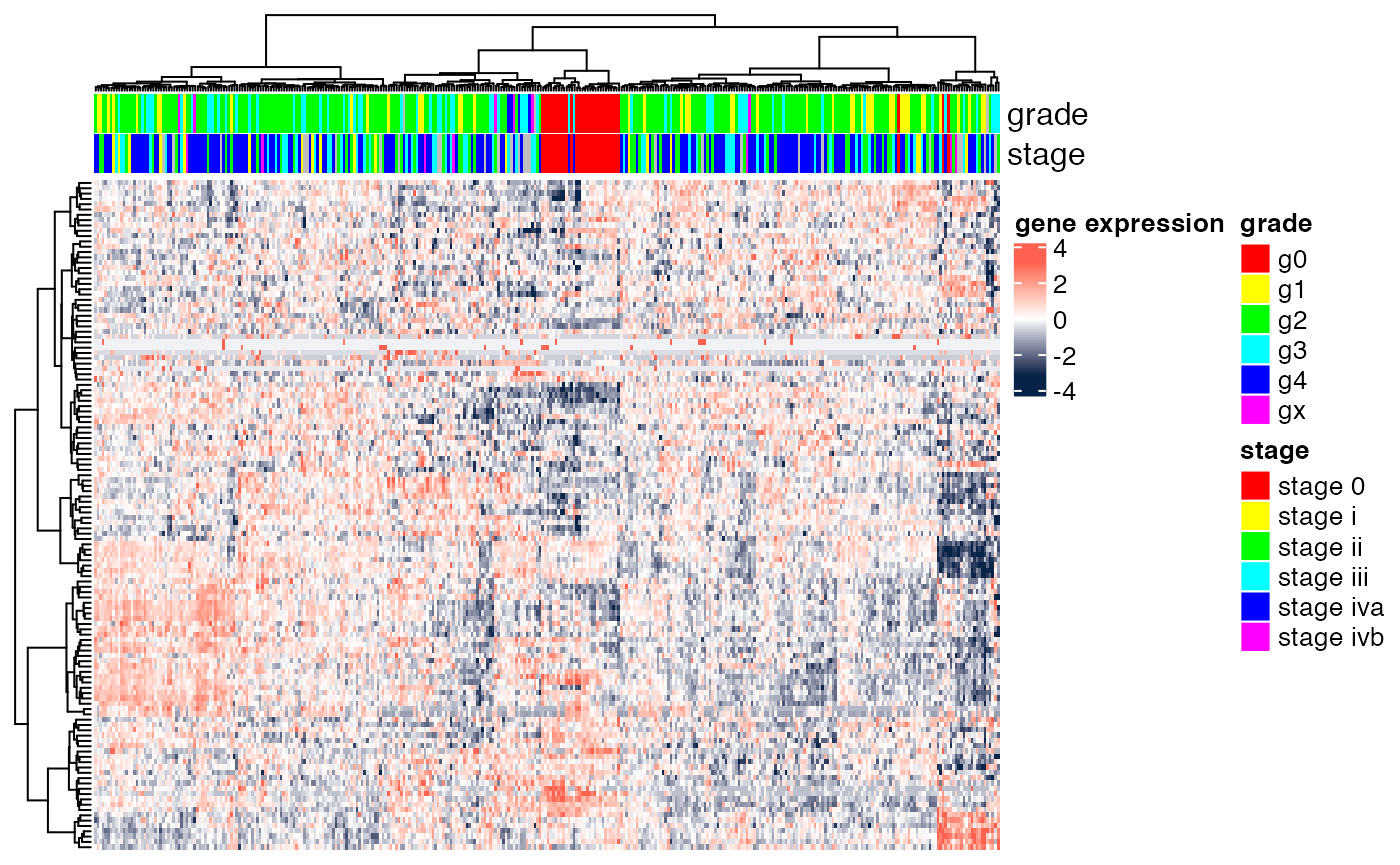 grade
stage
gene expression
4
2
0
-2
-4
grade
g0
g1
g2
g3
g4
gx
stage
stage 0
stage i
stage ii
stage iii
stage iva
stage ivb